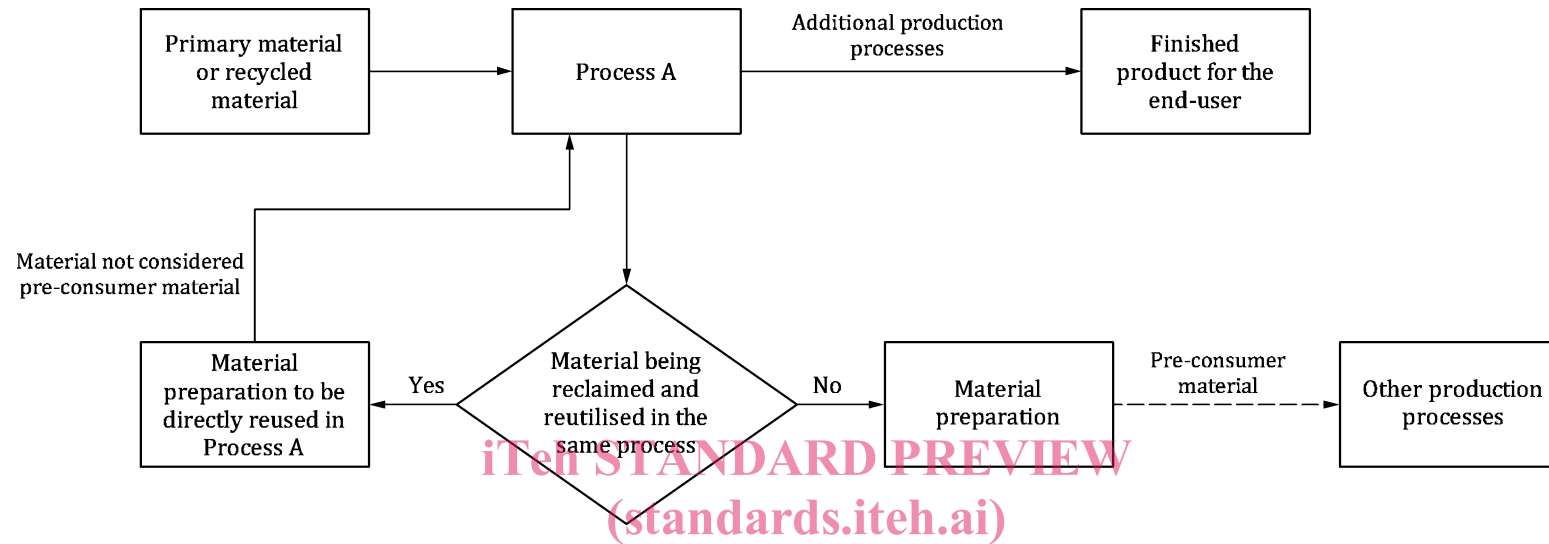 Primary material
or recycled
material
Process A
Additional production
processes
Finished
product for the
end-user
Material not considered
pre-consumer material
Material
preparation to be
directly reused in
Process A
Yes
Material being
reclaimed and
reutilised in the
same process
No
Material
preparation
Pre-consumer
material
Other production
processes
iTeh STANDARD PREVIEW
(standards.iteh.ai)